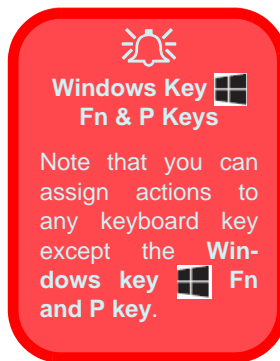 Windows Key
Fn & P Keys
Note that you can
assign actions to
any keyboard key
except the Win-
dows key Fn
and P key.